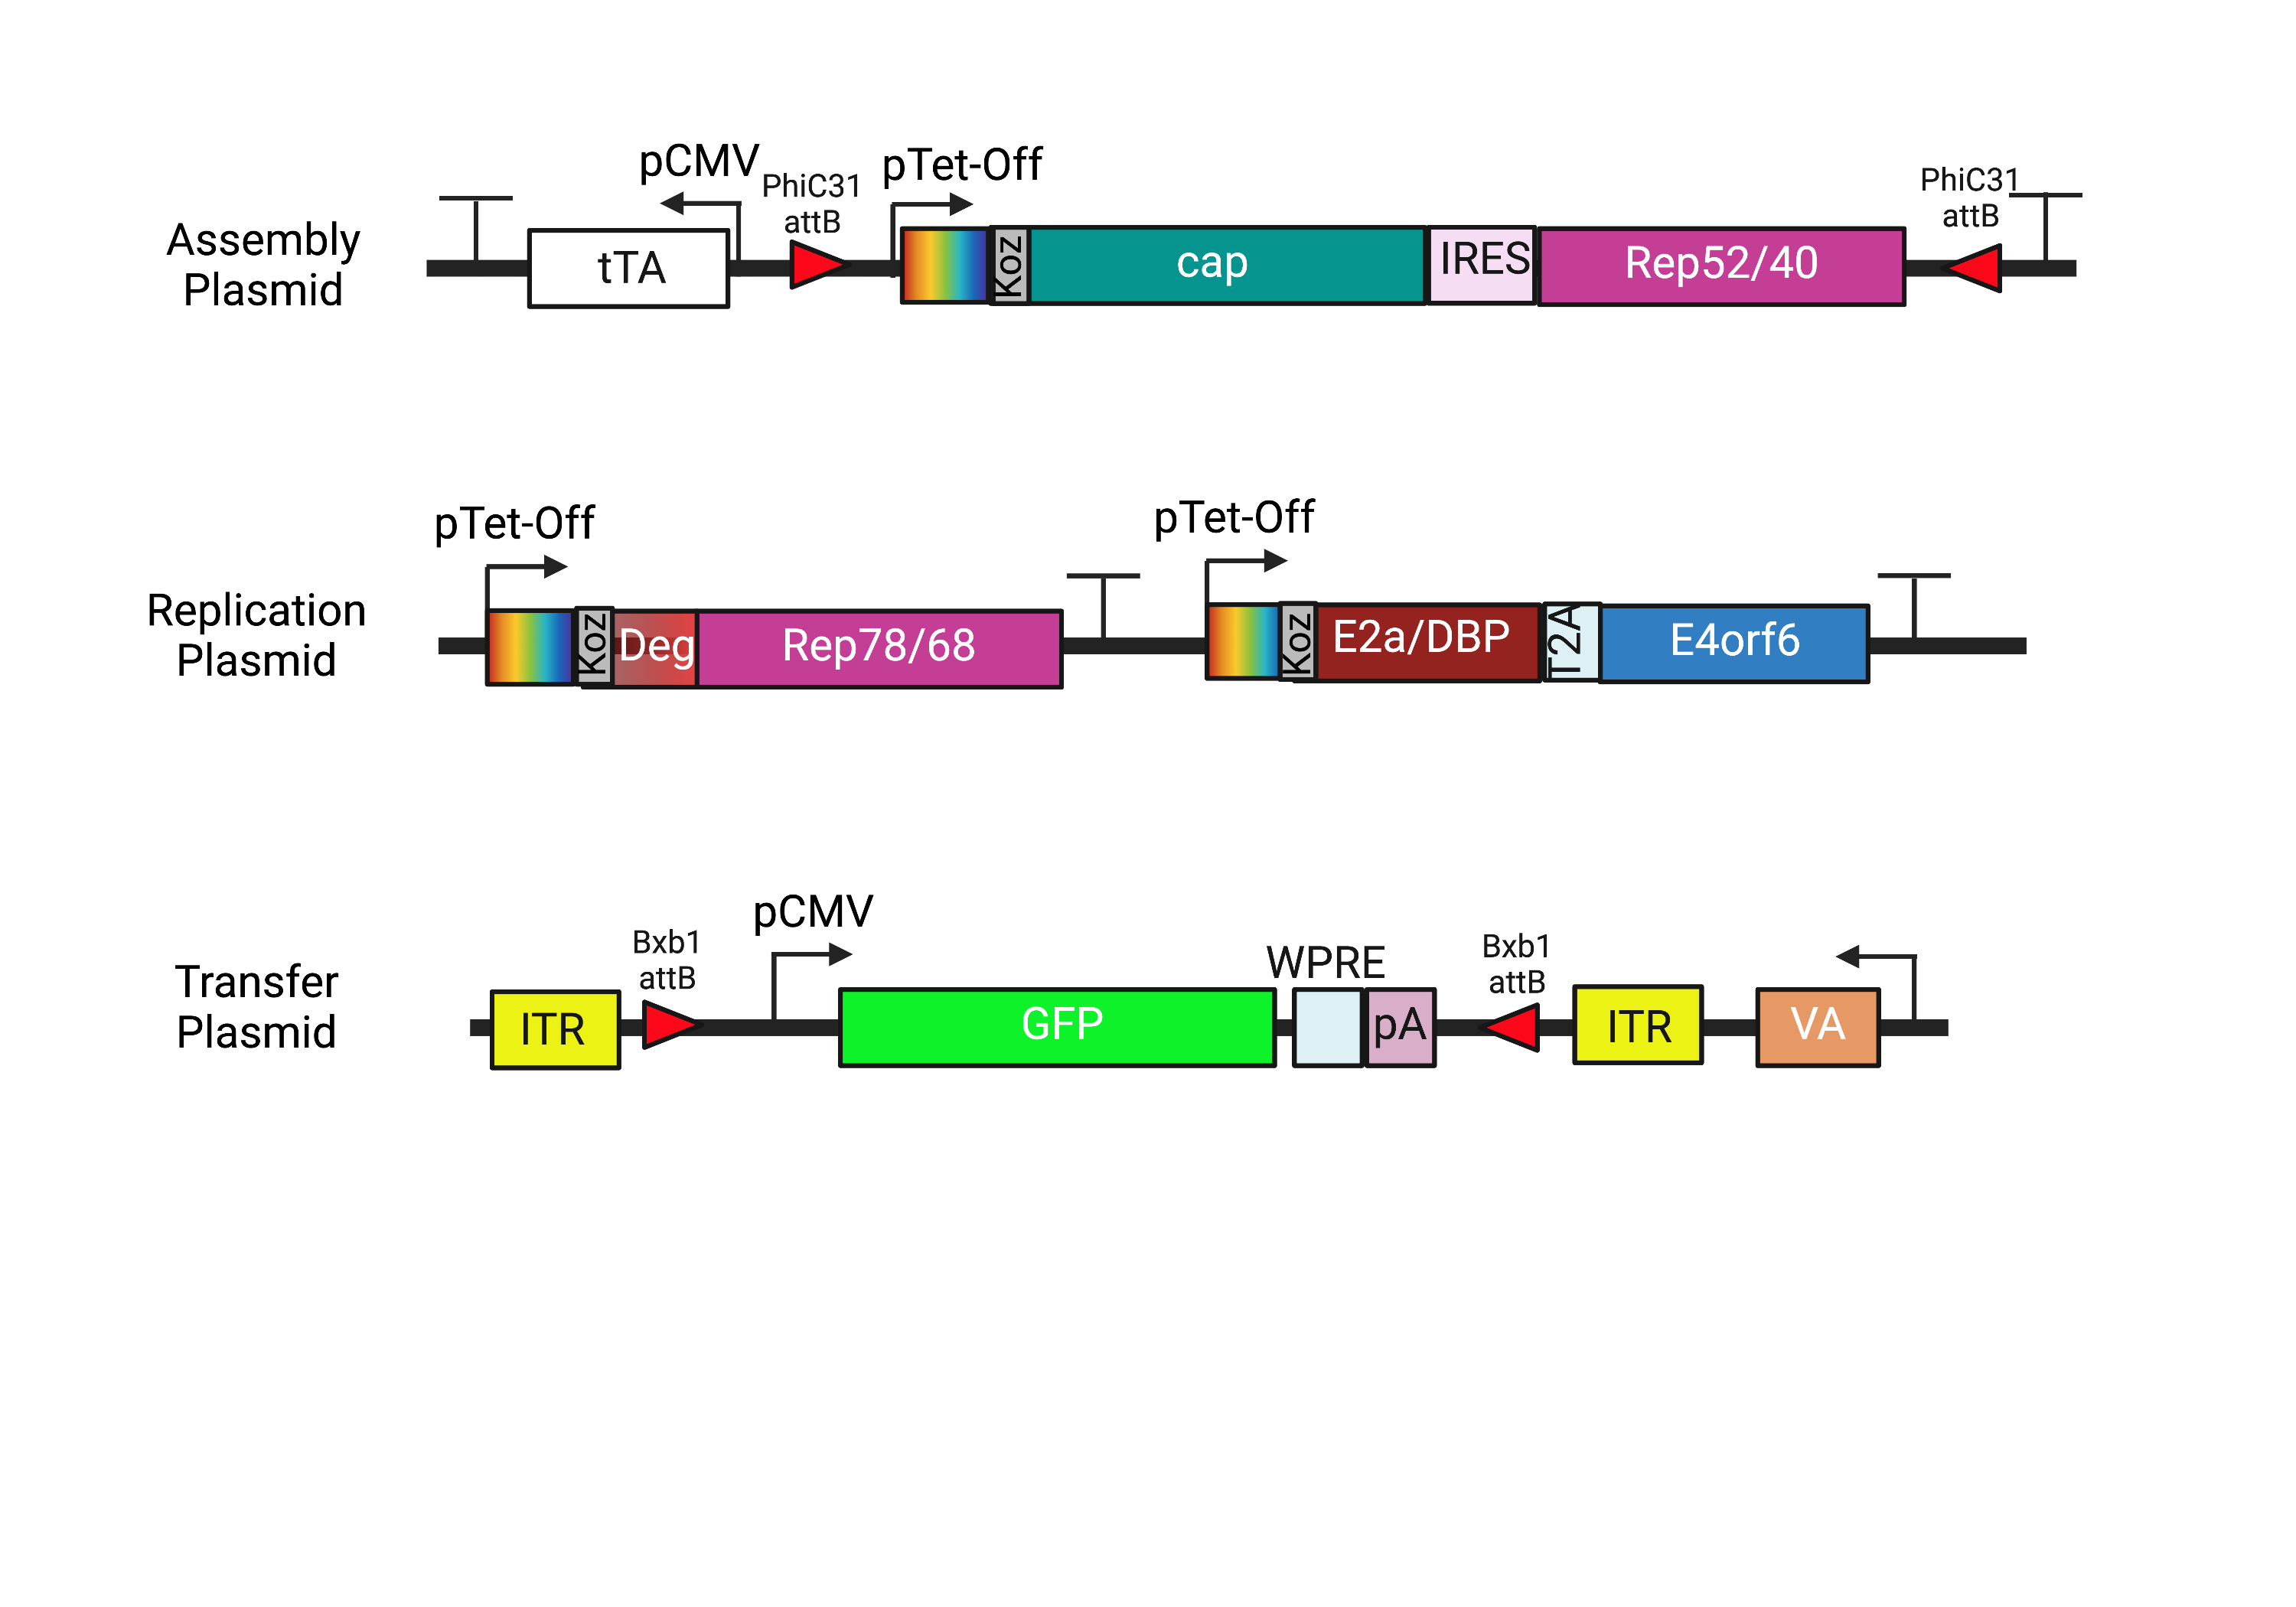 pCMV
PhiC31
attB
pTet-Off
PhiC31
attB
Assembly
Plasmid
tTA
Koz
cap
IRES
Rep52/40
pTet-Off
pTet-Off
Replication
Plasmid
Koz
Deg
Rep78/68
Koz
E2a/DBP
T2A
E4orf6
pCMV
Bxb1
attB
WPRE
Bxb1
attB
Transfer
Plasmid
ITR
GFP
pA
ITR
VA